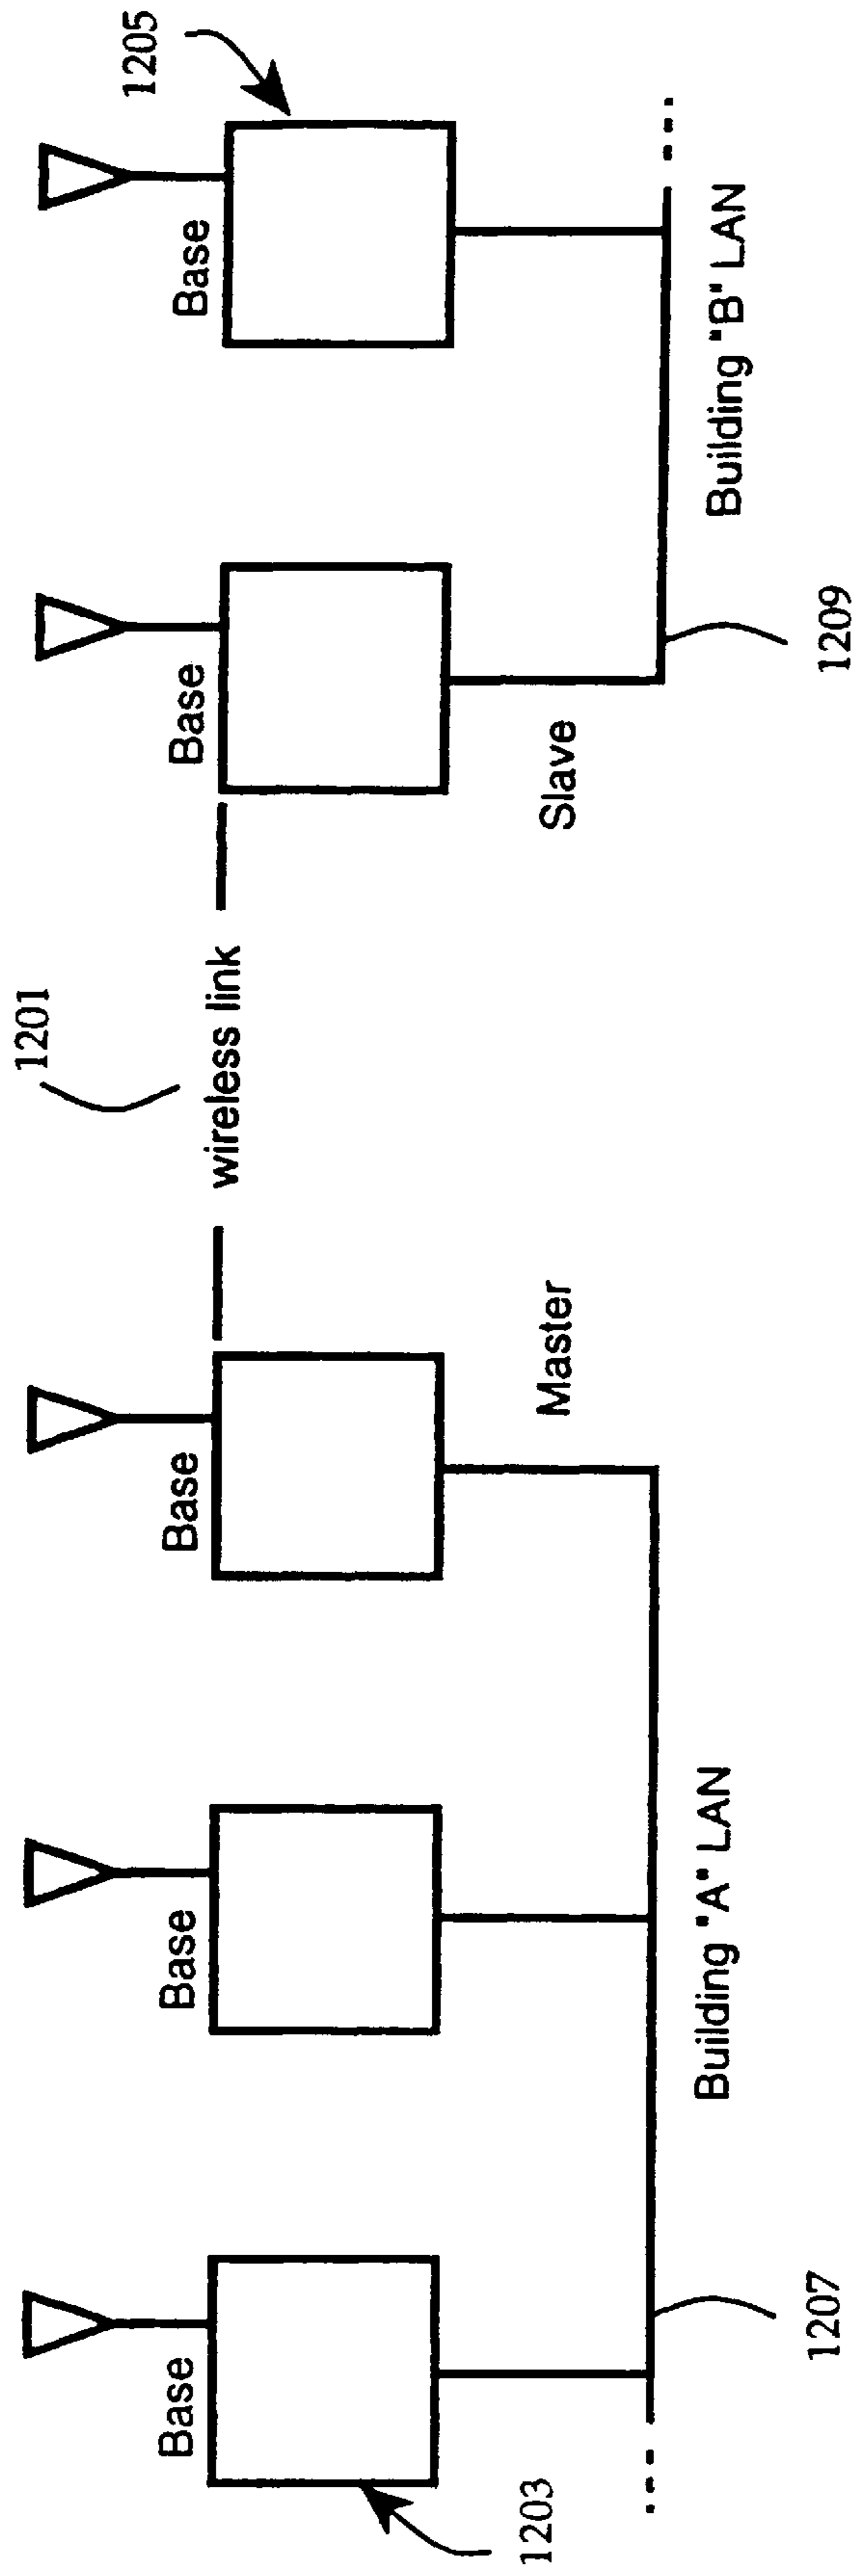 1201
1205
Base
Base
Base
wireless link
Base
Base
1203
Master
Slave
Building "A" LAN
Building "B" LAN
1207
1209